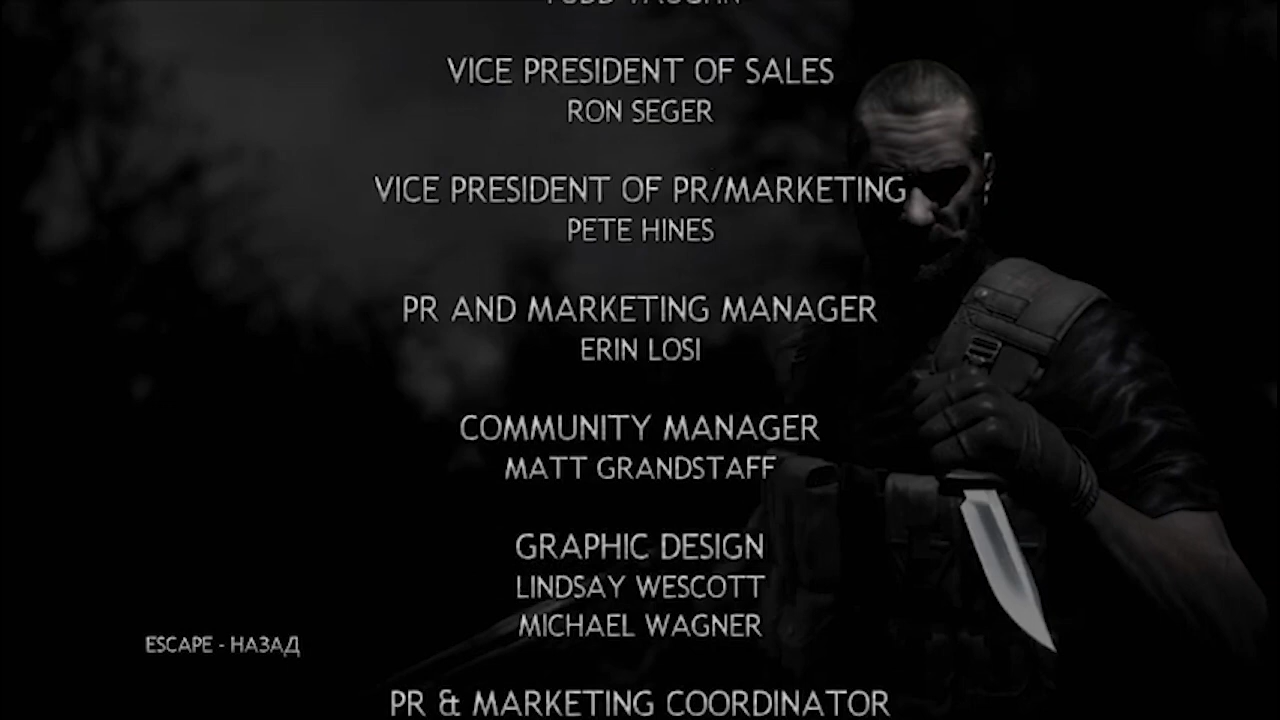 VICE PRESIDENT OF SALES
RON SEGER
VICE PRESIDENT OF PR/MARKETING
PETE HINES
PR AND MARKETING MANAGER
ERIN LOSI
COMMUNITY MANAGER
MATT GRANDSTAFF
GRAPHIC DESIGN
LINDSAY WESCOTT
MICHAEL WAGNER
ESCAPE - НАЗАД
PR & MARKETING COORDINATOR